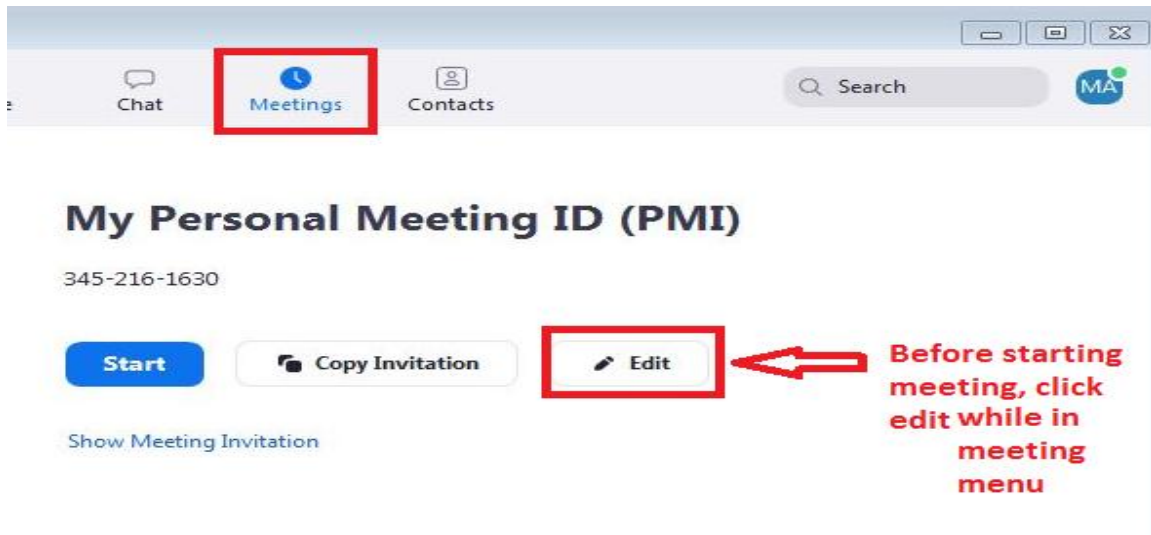 e Chat Meetings Contacts Search MA
My Personal Meeting ID (PMI)
345-216-1630
Start Copy Invitation Edit
Show Meeting Invitation
Before starting
meeting, click
edit while in
meeting
menu